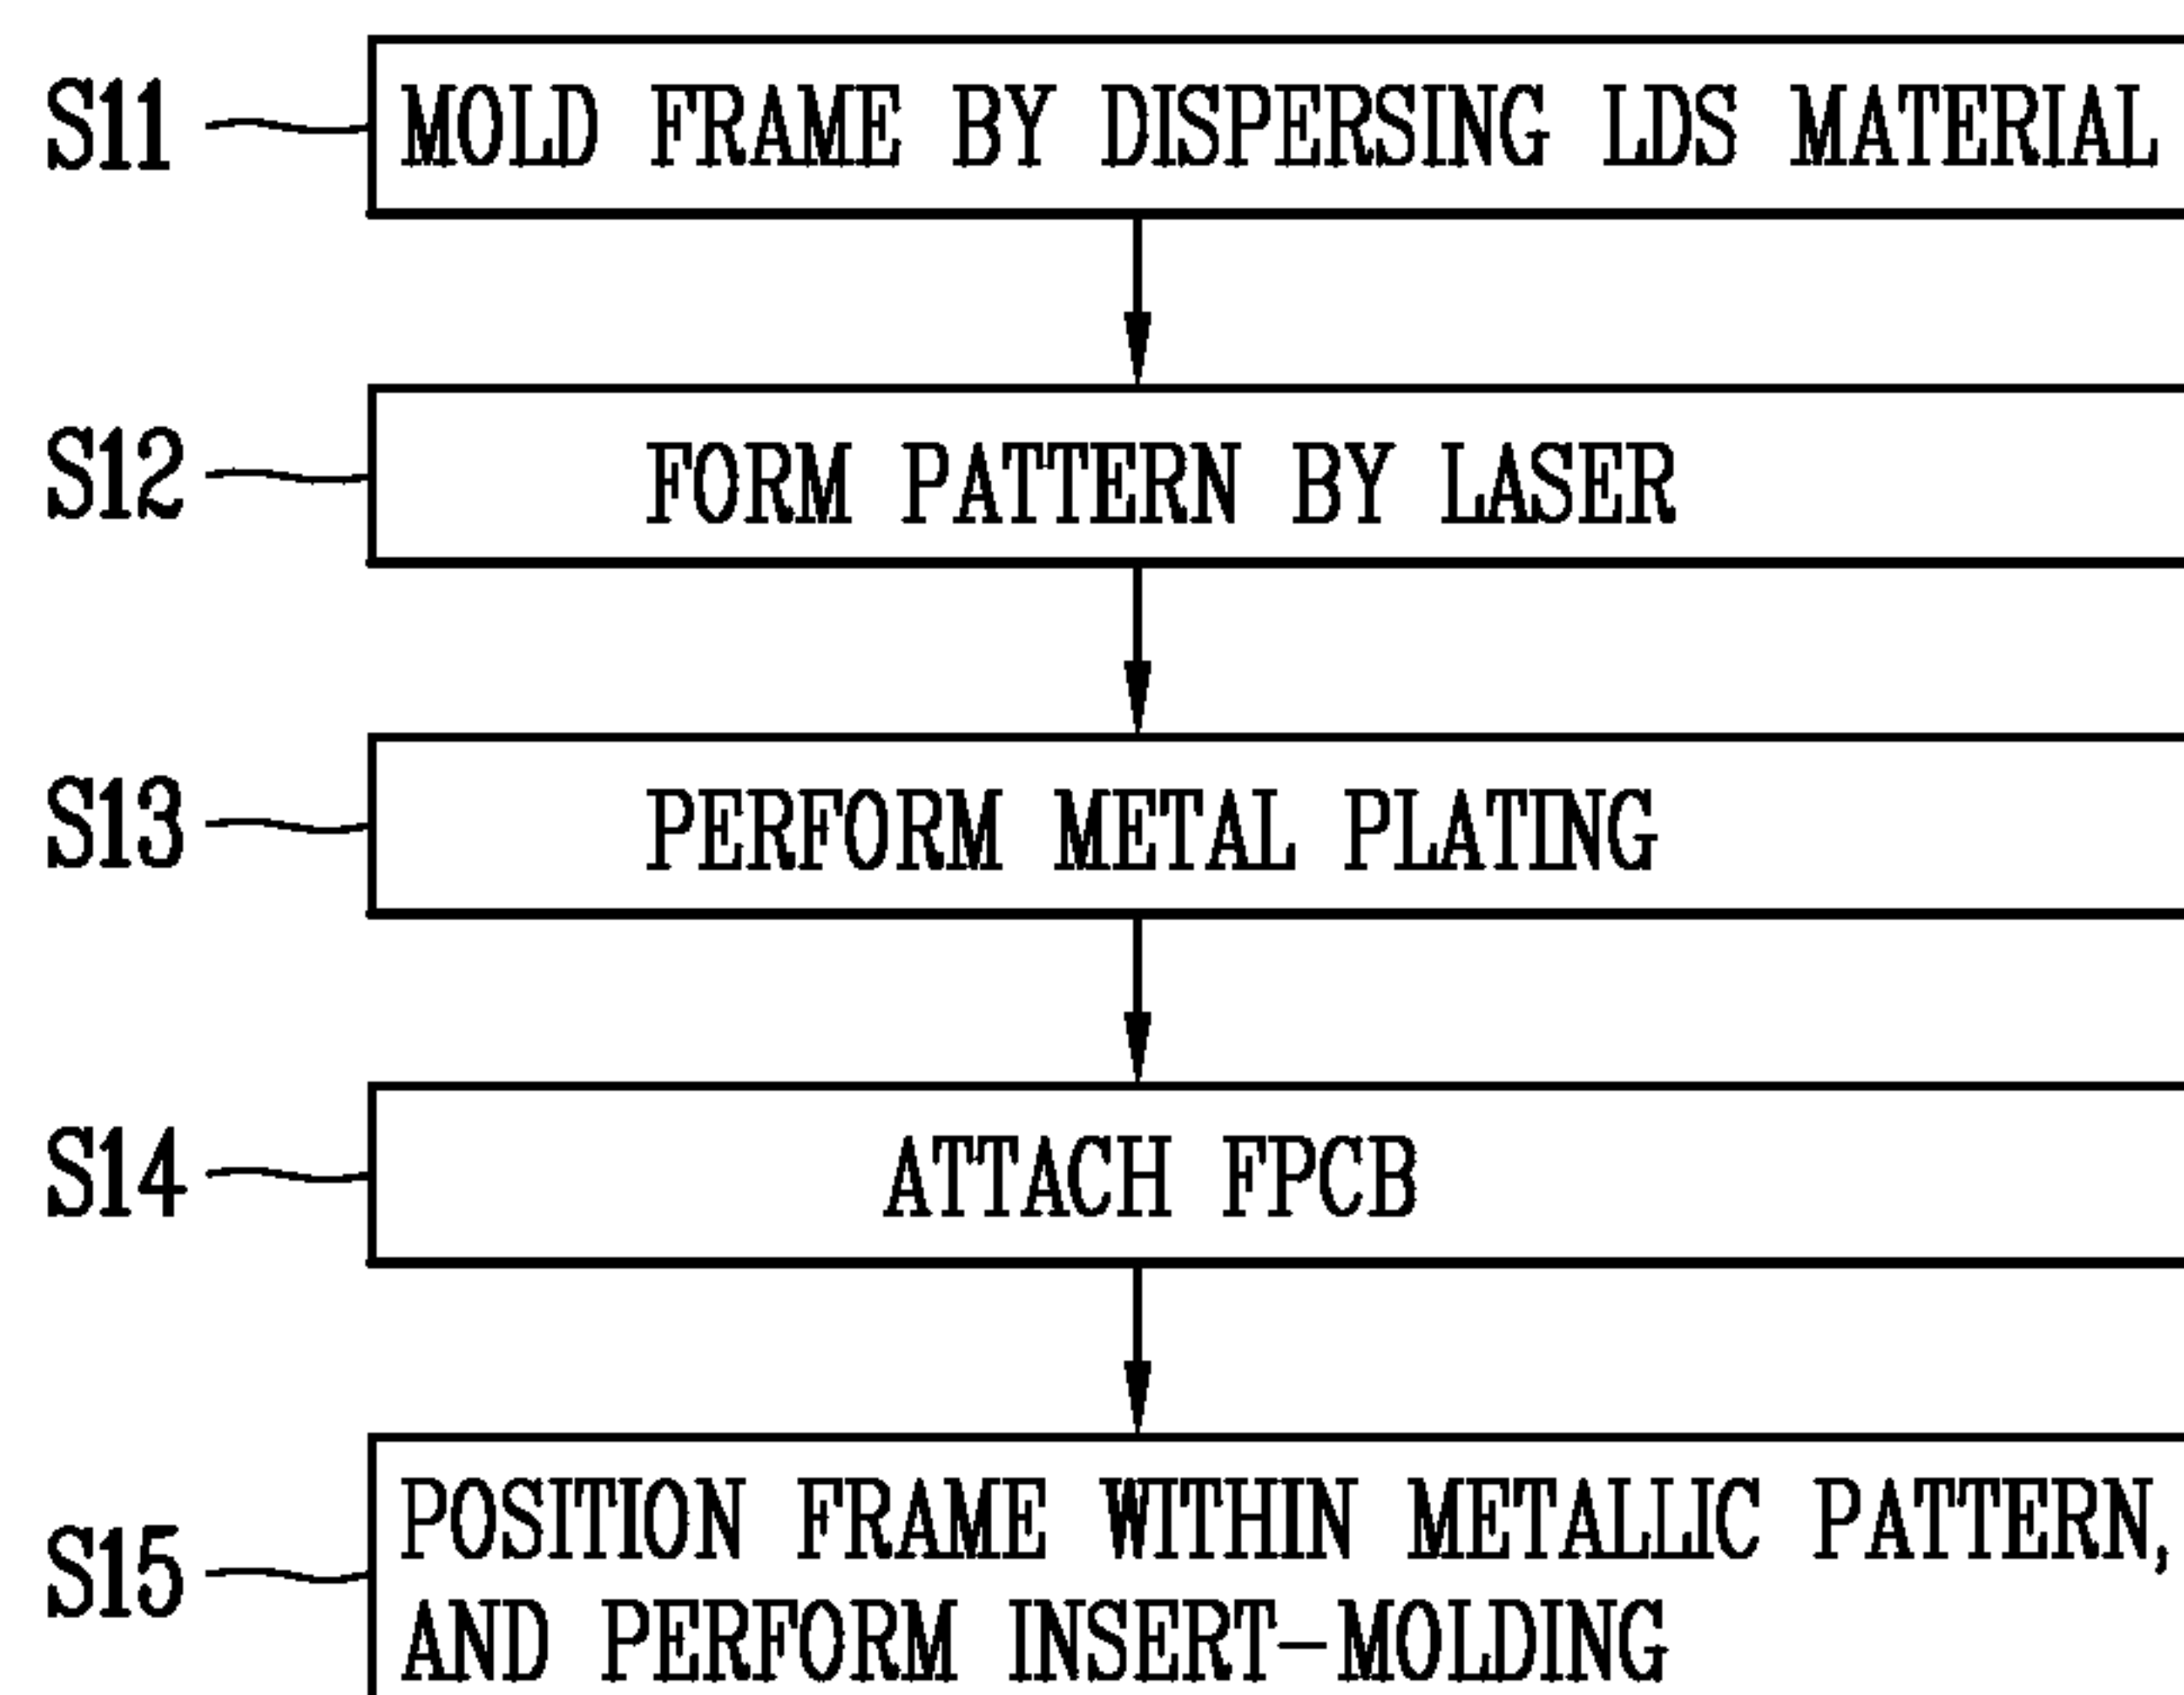 S11 MOLD FRAME BY DISPERSING LDS MATERIAL
S12 FORM PATTERN BY LASER
S13 PERFORM METAL PLATING
S14 ATTACH FPCB
S15 POSITION FRAME WITHIN METALLIC PATTERN,
AND PERFORM INSERT-MOLDING